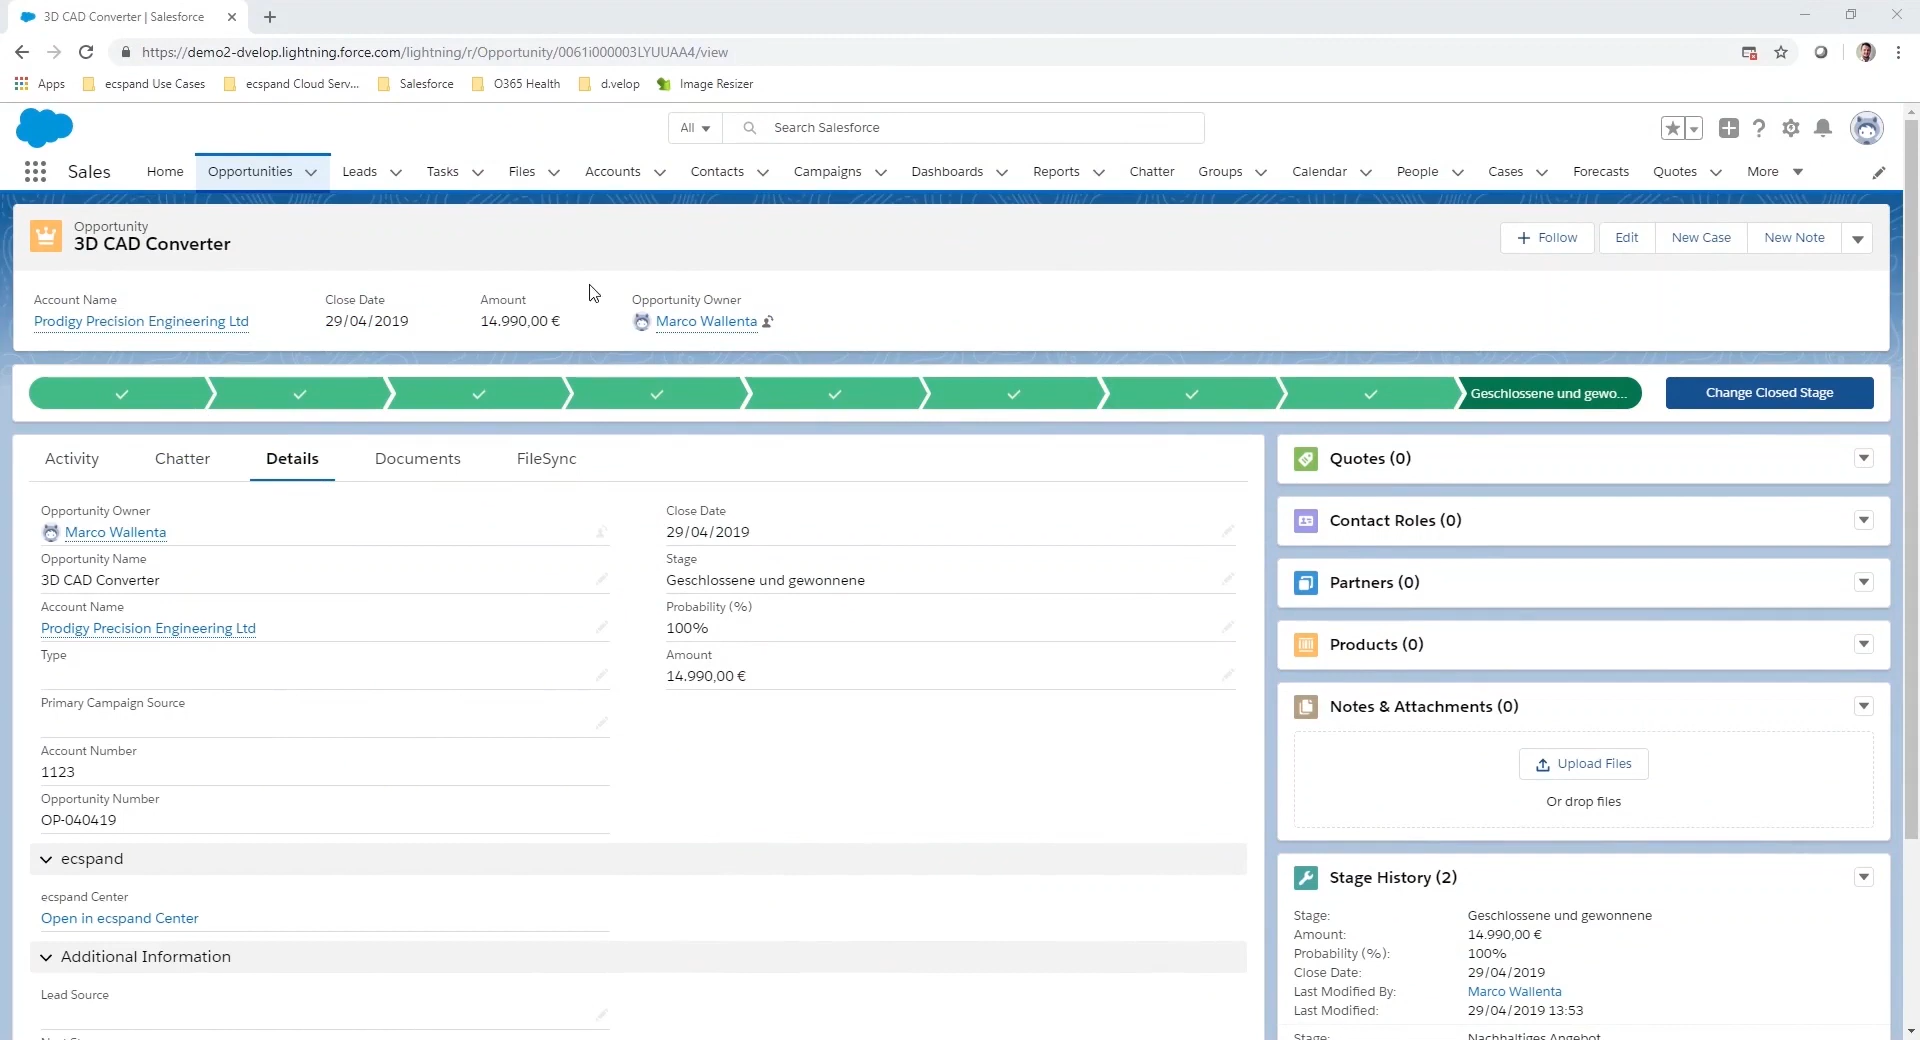 3D CAD Converter | Salesforce
https://demo2-dvelop.lightning.force.com/lightning/r/Opportunity/0061i000003LYUUAA4/view
Apps ecspand Use Cases ecspand Cloud Serv... Salesforce O365 Health d.velop Image Resizer
All Search Salesforce
Sales Home Opportunities Leads Tasks Files Accounts Contacts Campaigns Dashboards Reports Chatter Groups Calendar People Cases Forecasts Quotes More
Opportunity
3D CAD Converter
Follow Edit New Case New Note
Account Name Close Date Amount Opportunity Owner
Prodigy Precision Engineering Ltd 29/04/2019 14.990,00 € Marco Wallenta
Geschlossene und gewo... Change Closed Stage
Activity Chatter Details Documents FileSync
Opportunity Owner
Marco Wallenta
Opportunity Name
3D CAD Converter
Account Name
Prodigy Precision Engineering Ltd
Type
Primary Campaign Source
Account Number
1123
Opportunity Number
OP-040419
Close Date
29/04/2019
Stage
Geschlossene und gewonnene
Probability (%)
100%
Amount
14.990,00 €
ecspand
ecspand Center
Open in ecspand Center
Additional Information
Lead Source
Quotes (0)
Contact Roles (0)
Partners (0)
Products (0)
Notes & Attachments (0)
Upload Files
Or drop files
Stage History (2)
Stage: Geschlossene und gewonnene
Amount: 14.990,00 €
Probability (%): 100%
Close Date: 29/04/2019
Last Modified By: Marco Wallenta
Last Modified: 29/04/2019 13:53
Stage: Nachhaltiges Angebot